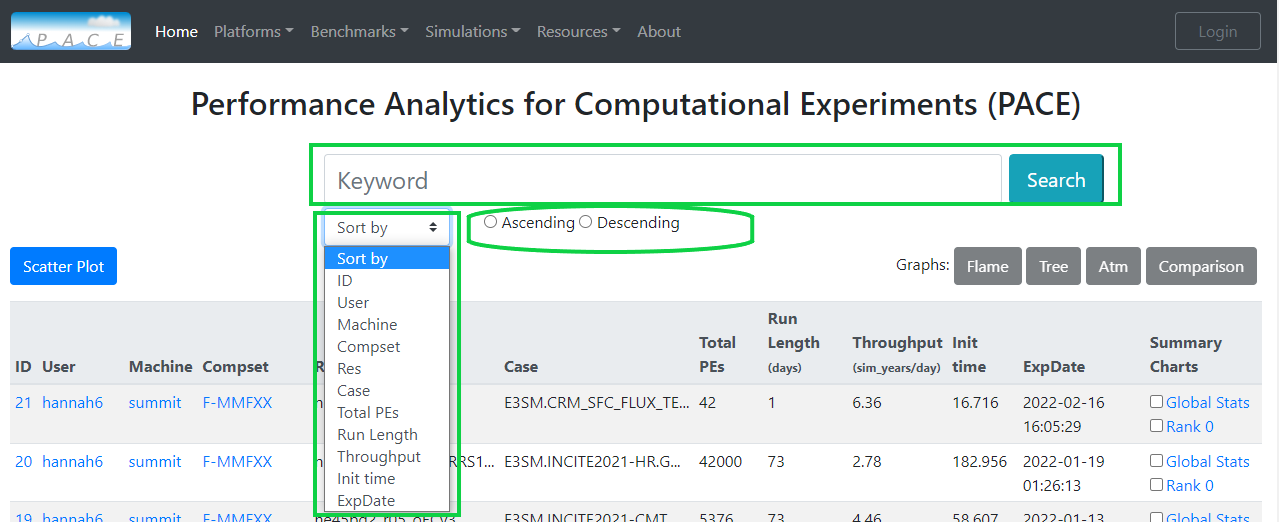 P A C E
Home Platforms Benchmarks Simulations Resources About Login
Performance Analytics for Computational Experiments (PACE)
Keyword Search
Sort by Ascending Descending
Scatter Plot
Graphs: Flame Tree Atm Comparison
Sort by
ID
User
Machine
Compset
Res
Case
Total PEs
Run Length
Throughput
Init time
ExpDate
ID User Machine Compset Case Total PEs Run Length (days) Throughput (sim_years/day) Init time ExpDate Summary Charts
21 hannah6 summit F-MMFXX E3SM.CRM_SFC_FLUX_TE... 42 1 6.36 16.716 2022-02-16 Global Stats
16:05:29 Rank 0
20 hannah6 summit F-MMFXX RRS1... E3SM.INCITE2021-HR.G... 42000 73 2.78 182.956 2022-01-19 Global Stats
01:26:13 Rank 0
19 hannah6 summit F-MMFXX E3SM.INCITE2021-CMT 5376 73 4.46 58.607 2022-01-13 Global Stats